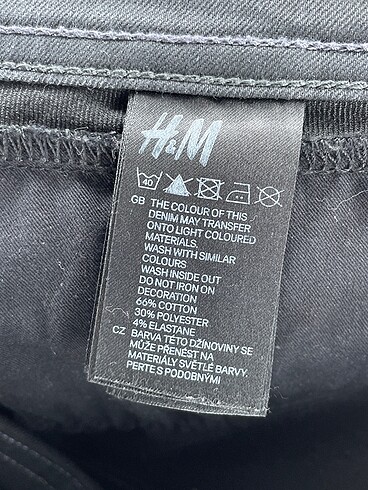 H&M
40
GB THE COLOUR OF THIS
DENIM MAY TRANSFER
ONTO LIGHT COLOURED
MATERIALS.
WASH WITH SIMILAR
COLOURS
WASH INSIDE OUT
DO NOT IRON ON
DECORATION
66% COTTON
30% POLYESTER
4% ELASTANE
CZ BARVA TÉTO DŽÍNOVINY SE
MŮŽE PŘENÉST NA
MATERIÁLY SVĚTLÉ BARVY.
PERTE S PODOBNÝMI